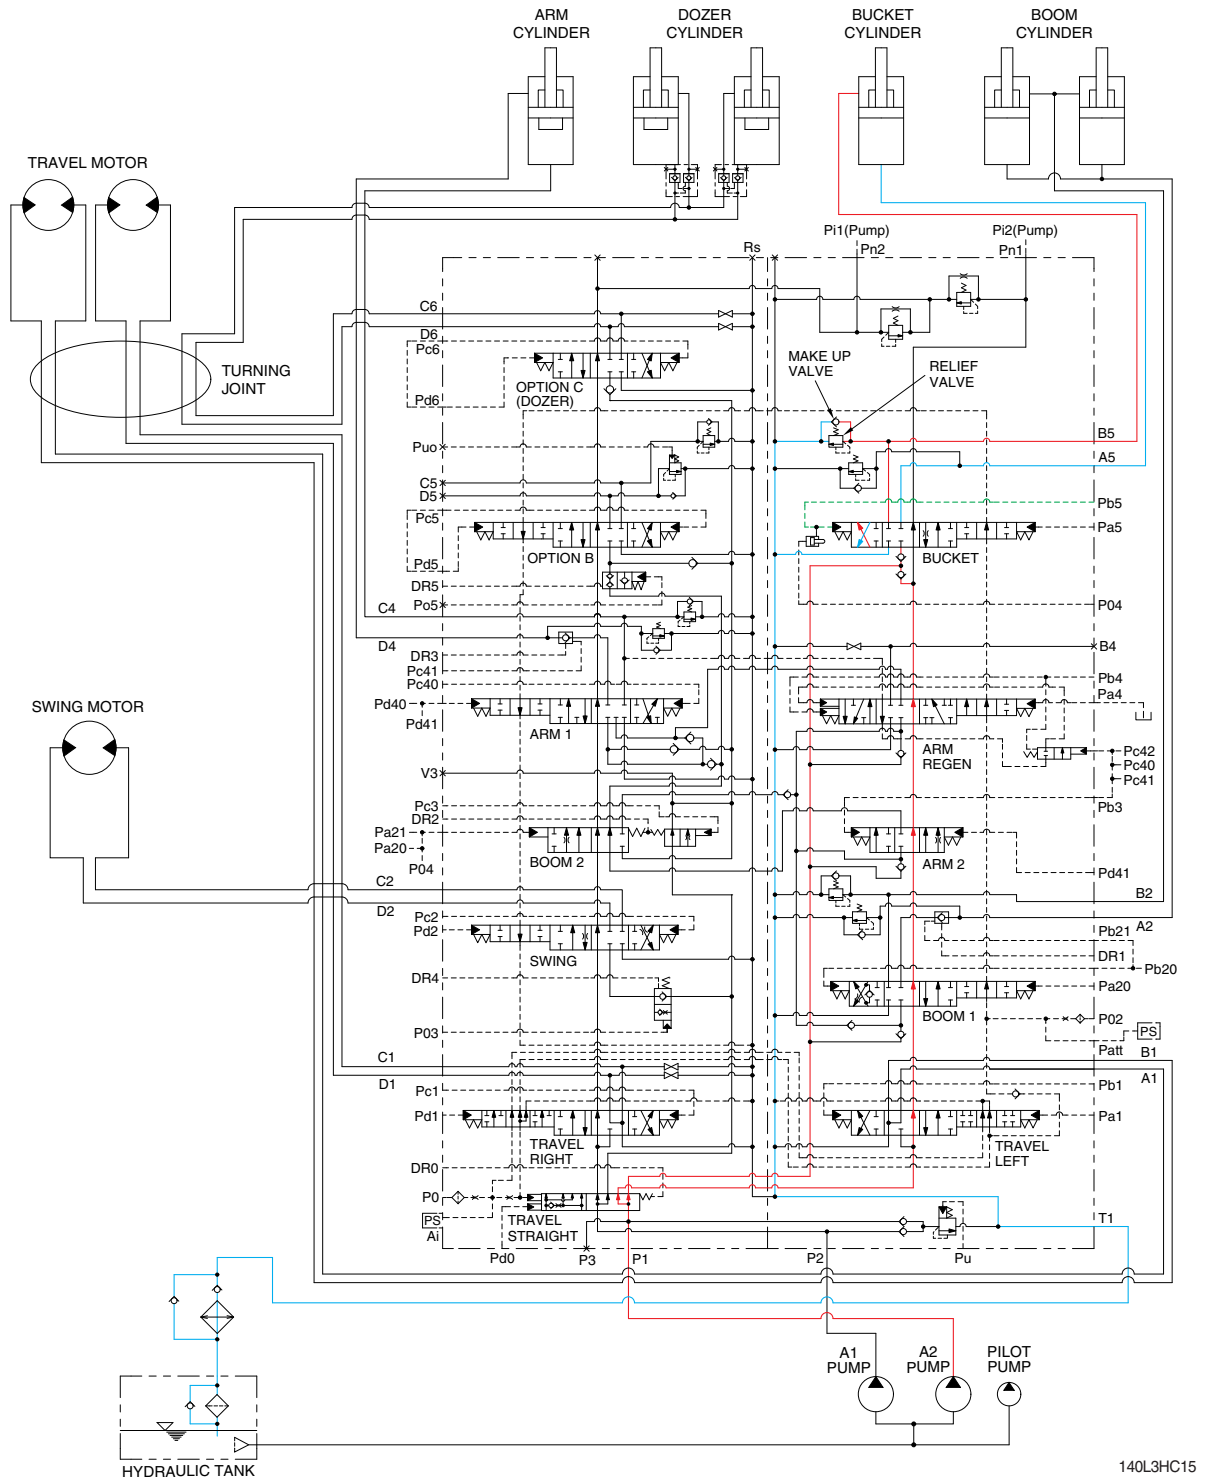 ARM
CYLINDER
DOZER
CYLINDER
BUCKET
CYLINDER
BOOM
CYLINDER
TRAVEL MOTOR
Pi1(Pump)
Pn2
Pi2(Pump)
Pn1
Rs
C6
D6
Pc6
Pd6
TURNING
JOINT
OPTION C
(DOZER)
MAKE UP
VALVE
RELIEF
VALVE
Puo
C5
D5
Pc5
Pd5
OPTION B
B5
A5
Pb5
Pa5
BUCKET
DR5
Po5
P04
C4
D4
DR3
Pc41
Pc40
Pd40
Pd41
ARM 1
B4
Pb4
Pa4
ARM
REGEN
Pc42
Pc40
Pc41
SWING MOTOR
V3
Pc3
DR2
Pa21
Pa20
P04
BOOM 2
Pb3
ARM 2
Pd41
C2
D2
Pc2
Pd2
SWING
B2
A2
Pb21
DR1
Pb20
Pa20
BOOM 1
DR4
P03
P02
PS
Patt
C1
D1
Pc1
Pd1
TRAVEL
RIGHT
B1
A1
Pb1
Pa1
TRAVEL
LEFT
DR0
P0
PS
Ai
TRAVEL
STRAIGHT
Pd0
P3
P1
P2
Pu
T1
A1
PUMP
A2
PUMP
PILOT
PUMP
HYDRAULIC TANK
140L3HC15